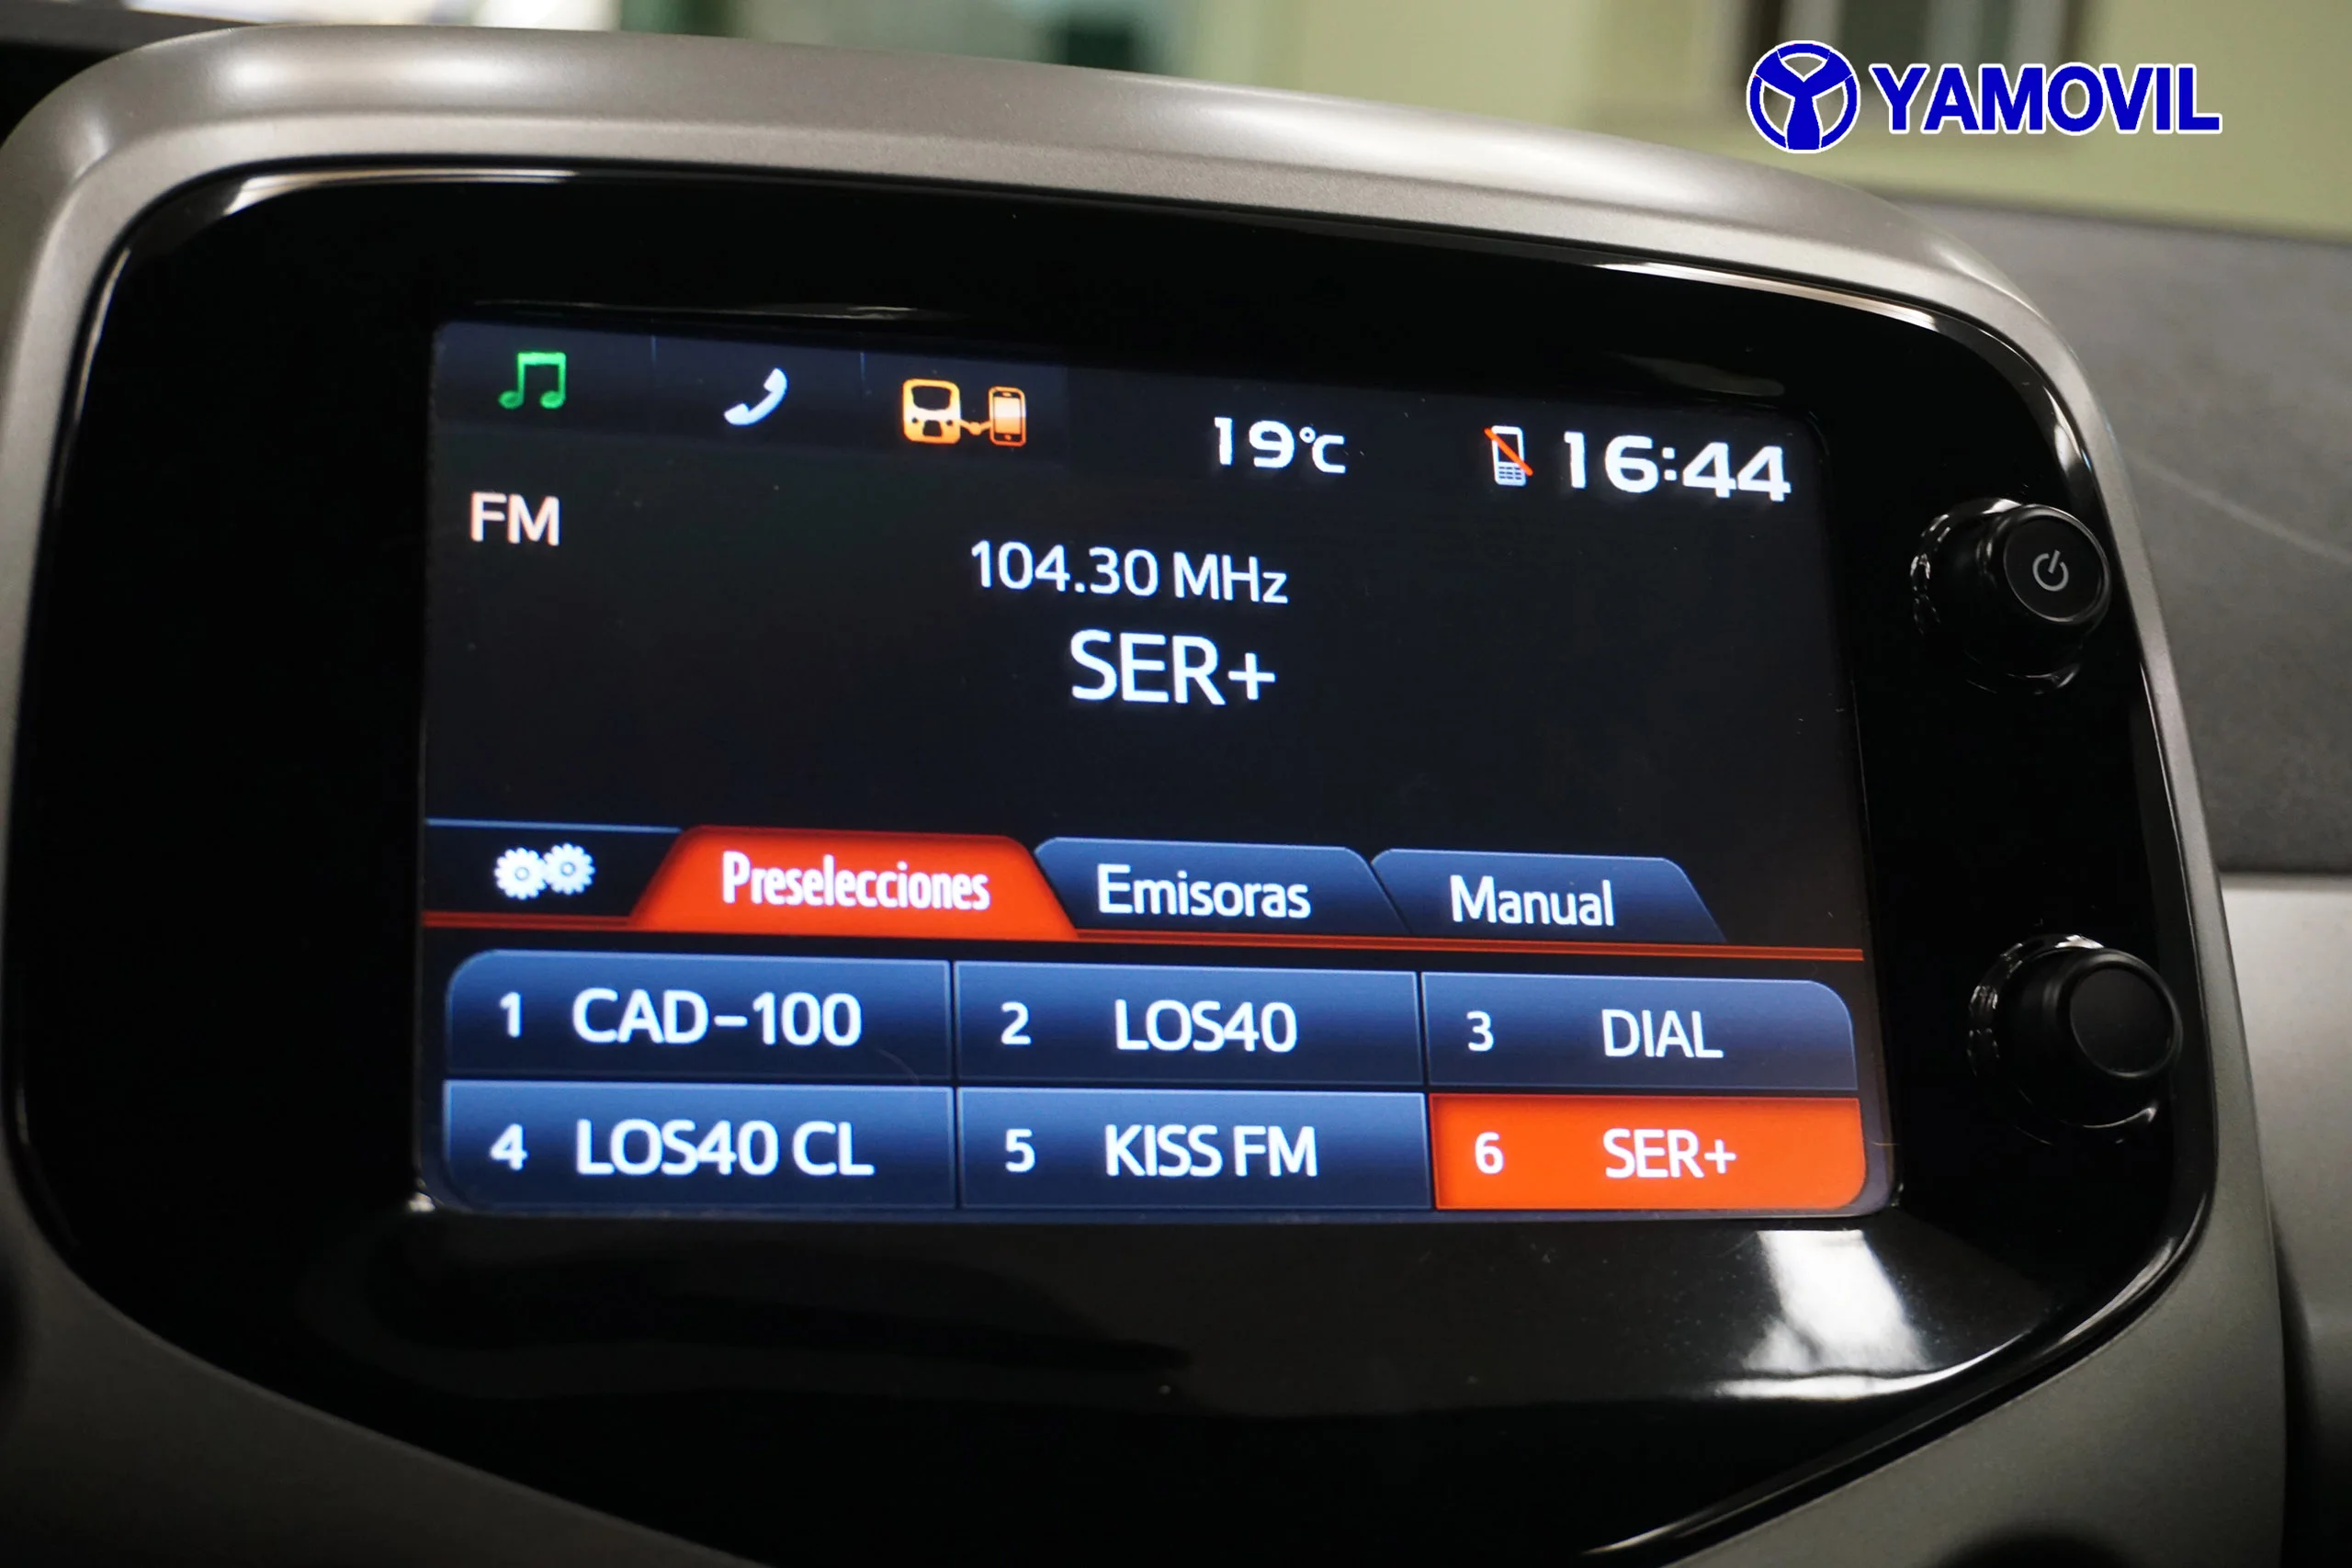 YAMOVIL
19°C 16:44
FM
104.30 MHz
SER+
Preselecciones Emisoras Manual
1 CAD-100 2 LOS40 3 DIAL
4 LOS40 CL 5 KISS FM 6 SER+